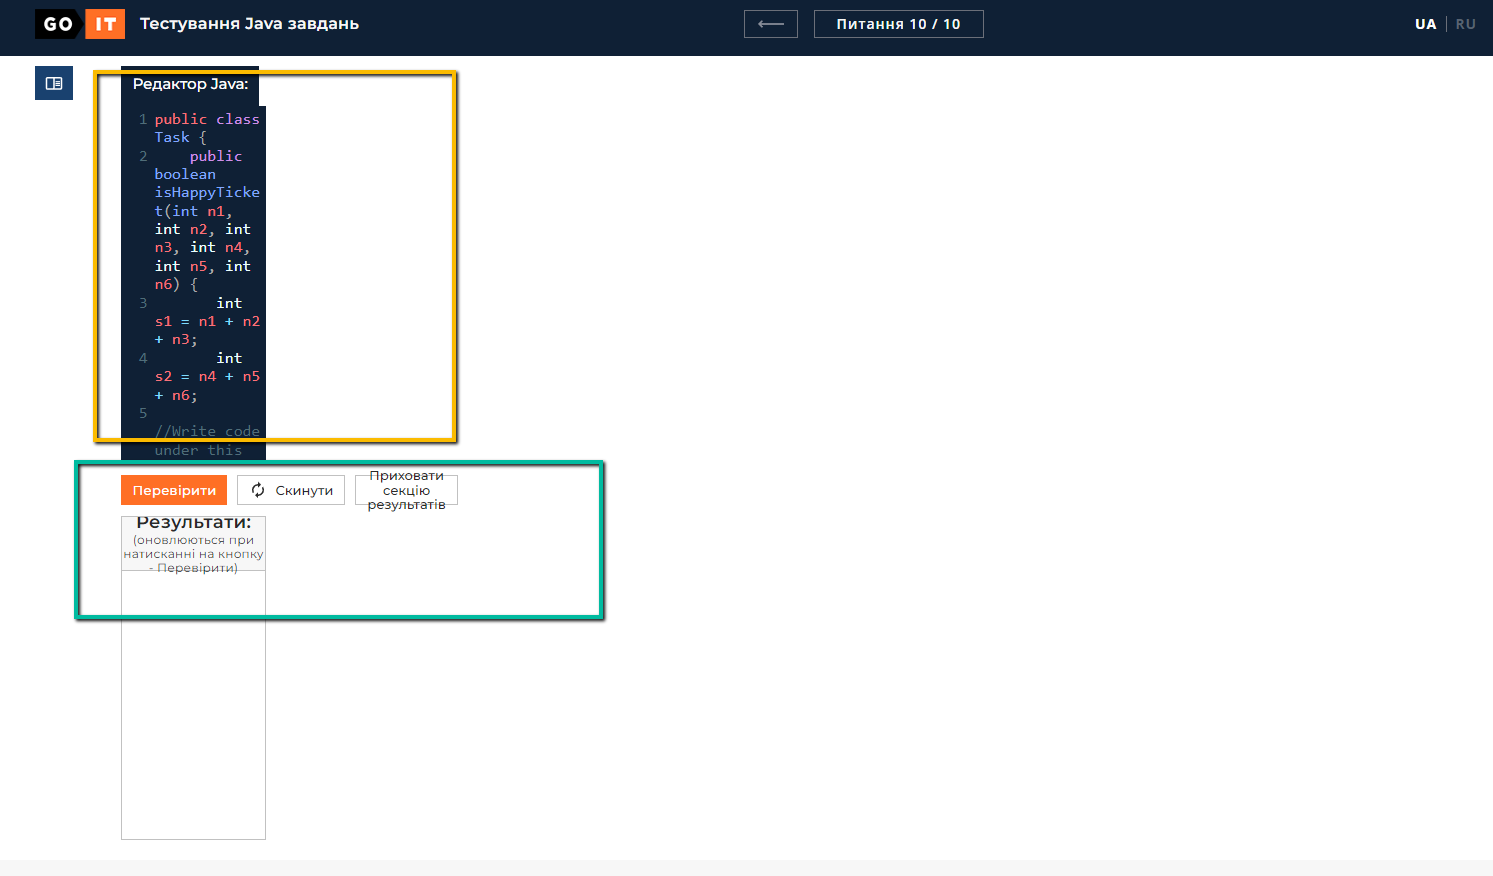 GO IT Тестування Java завдань
Питання 10 / 10
UA RU
Редактор Java:
1 public class
Task {
2 public
boolean
isHappyTicke
t(int n1,
int n2, int
n3, int n4,
int n5, int
n6) {
3 int
s1 = n1 + n2
+ n3;
4 int
s2 = n4 + n5
+ n6;
5
//Write code
under this
Перевірити
Скинути
Приховати
секцію
результатів
Результати:
(оновлюються при
натисканні на кнопку
- Перевірити)